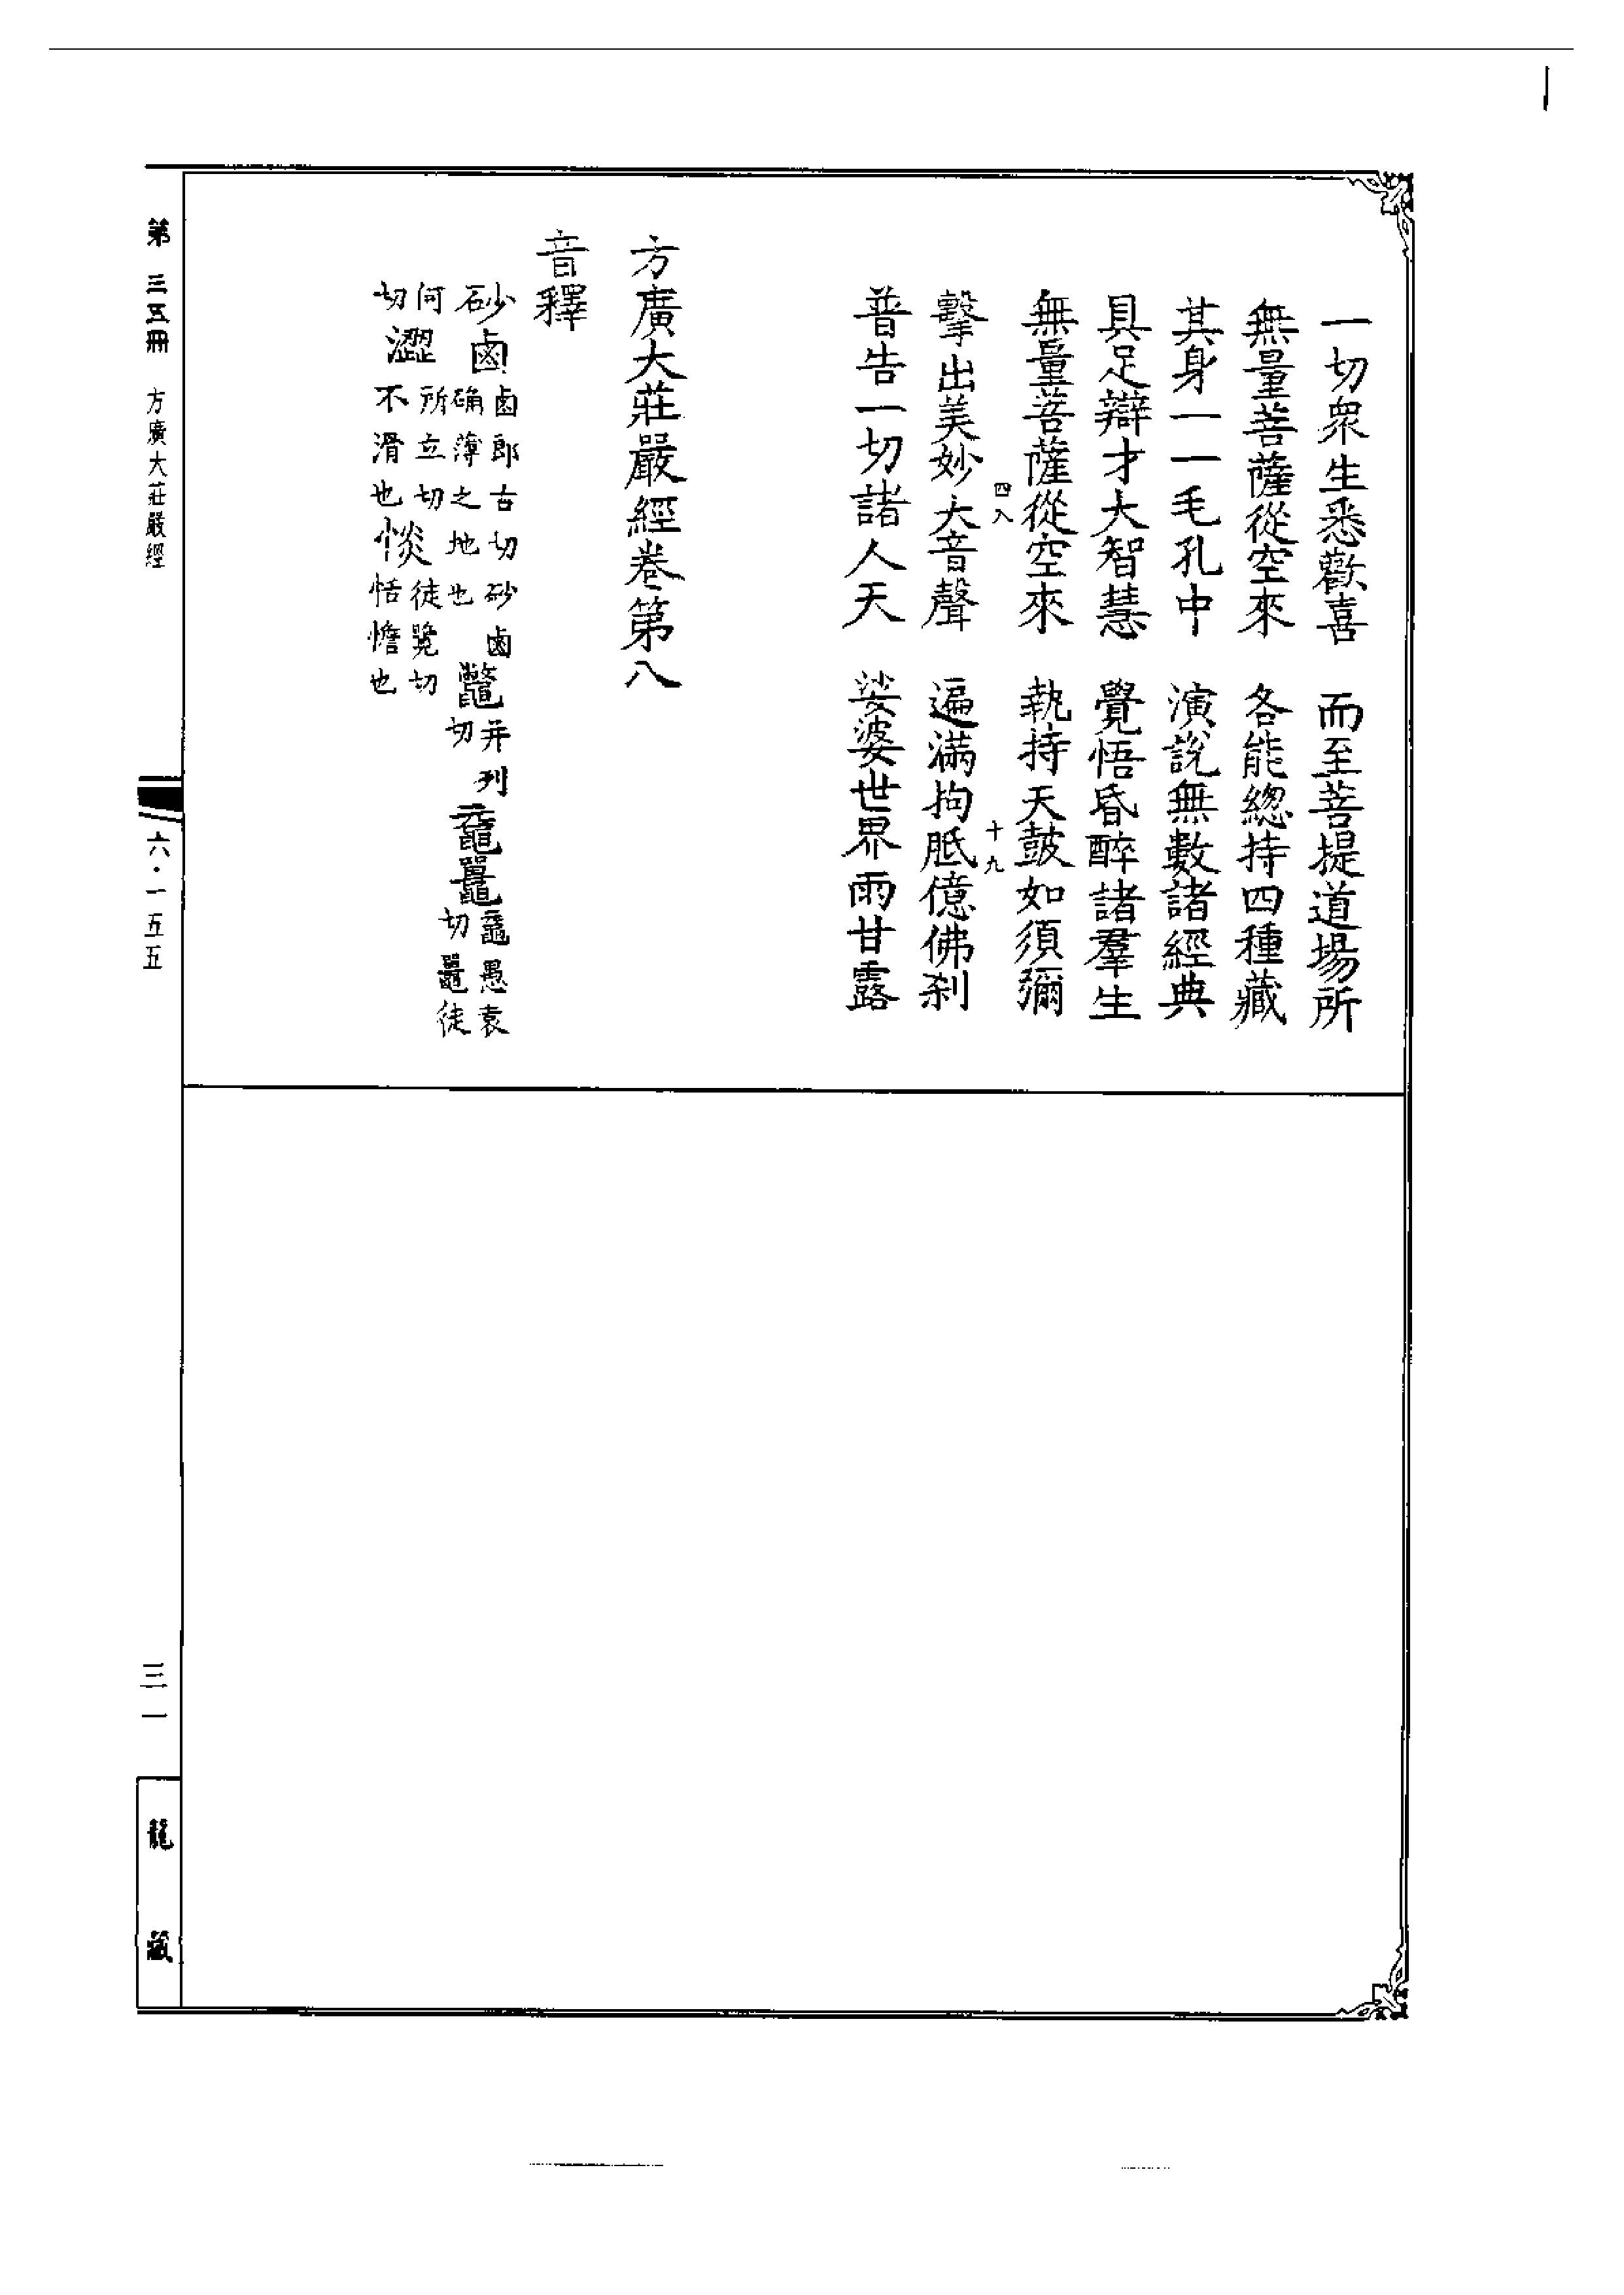 一切衆生悉歡喜　而至菩提道場所
無量菩薩從空來　各能總持四種藏
其身一一毛孔中　演說無數諸經典
具足辯才大智慧　覺悟昏醉諸羣生
無量菩薩從空來　執持天鼓如須彌
四八　十九
擊出美妙大音聲　遍滿拘胝億佛刹
普告一切諸人天　娑婆世界雨甘露
方廣大莊嚴經卷第八
音釋
砂鹵
鹵郎古切砂鹵
确薄之地也
鼈
并列
切
黿鼉
黿愚袁
切鼉徒
何
切
澀
所立切
不滑也
惔
徒覽切
恬憺也
第三五冊　方廣大莊嚴經
六·一五五
三一
龍藏